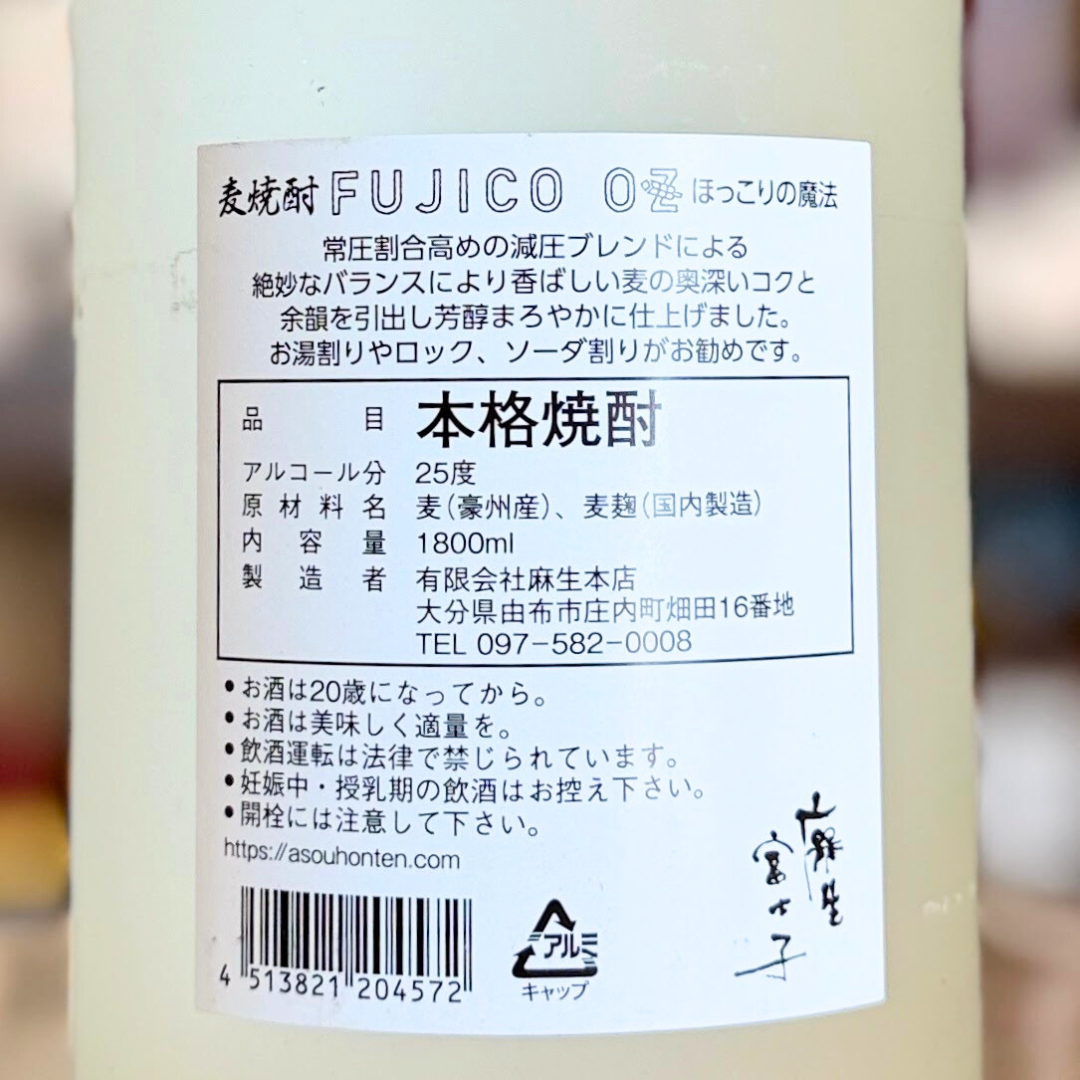 麦焼酎 FUJICO OZ ほっこりの魔法
常圧割合高めの減圧ブレンドによる
絶妙なバランスにより香ばしい麦の奥深いコクと
余韻を引出し芳醇まろやかに仕上げました。
お湯割りやロック、ソーダ割りがお勧めです。
品目 本格焼酎
アルコール分 25度
原材料名 麦(豪州産)、麦麹(国内製造)
内容量 1800ml
製造者 有限会社麻生本店
大分県由布市庄内町畑田16番地
TEL 097-582-0008
•お酒は20歳になってから。
•お酒は美味しく適量を。
•飲酒運転は法律で禁じられています。
•妊娠中・授乳期の飲酒はお控え下さい。
•開栓には注意して下さい。
https://asouhonten.com
4 513821 204572
アルミ
キャップ
麻生
富士子